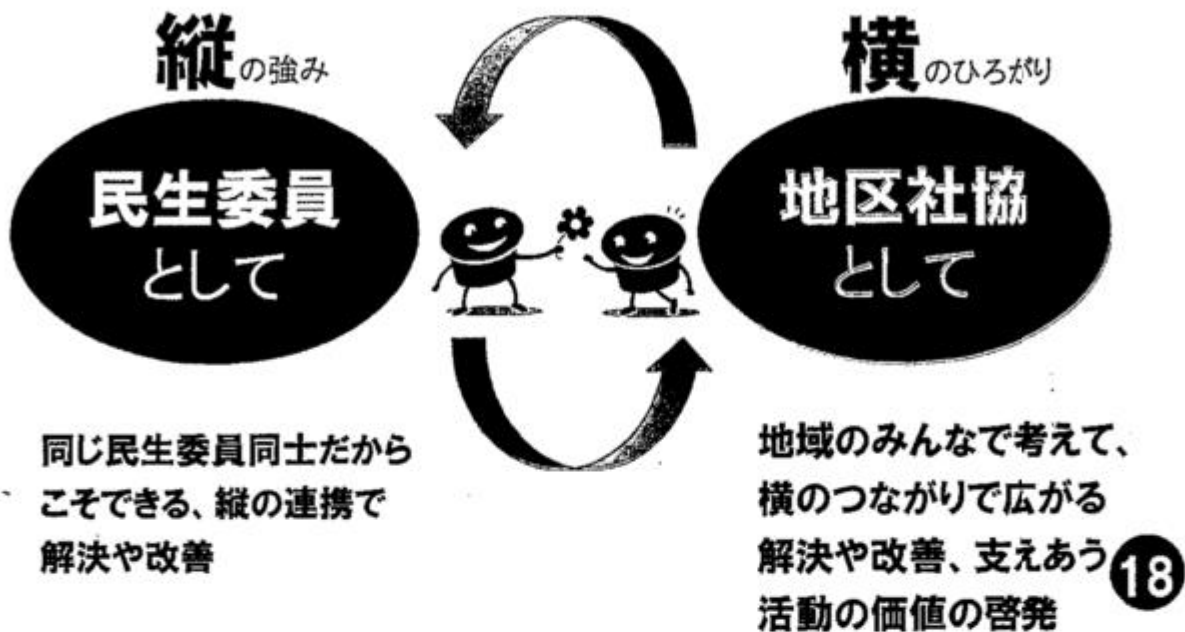 縦の強み
民生委員
として
同じ民生委員同士だから
こそできる、縦の連携で
解決や改善
横のひろがり
地区社協
として
地域のみんなで考えて、
横のつながりで広がる
解決や改善、支えあう
活動の価値の啓発
18